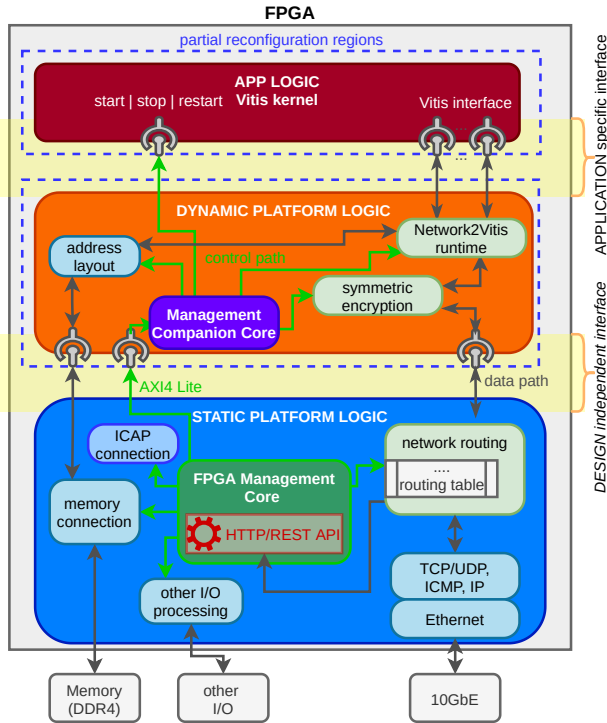 FPGA
partial reconfiguration regions
APP LOGIC
start | stop | restart
Vitis kernel
Vitis interface
...
APPLICATION specific interface
DYNAMIC PLATFORM LOGIC
address
layout
control path
Network2Vitis
runtime
symmetric
encryption
Management
Companion Core
DESIGN independent interface
AXI4 Lite
data path
STATIC PLATFORM LOGIC
ICAP
connection
network routing
....
routing table
FPGA Management
Core
HTTP/REST API
memory
connection
other I/O
processing
TCP/UDP,
ICMP, IP
Ethernet
Memory
(DDR4)
other
I/O
10GbE